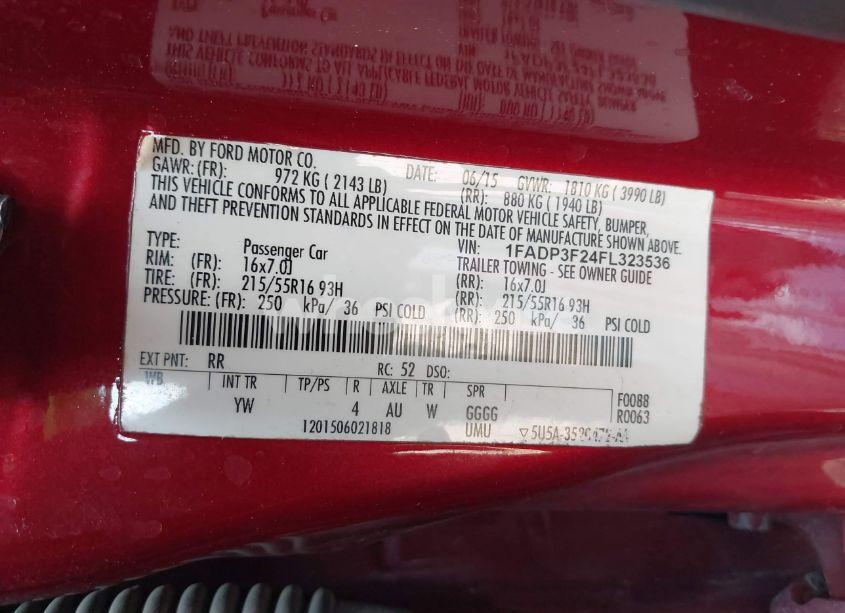 MFD. BY FORD MOTOR CO. DATE: 06/15 GVWR: 1810 KG ( 3990 LB)
GAWR: (FR): 972 KG ( 2143 LB) (RR): 880 KG ( 1940 LB)
THIS VEHICLE CONFORMS TO ALL APPLICABLE FEDERAL MOTOR VEHICLE SAFETY, BUMPER,
AND THEFT PREVENTION STANDARDS IN EFFECT ON THE DATE OF MANUFACTURE SHOWN ABOVE.
VIN: 1FADP3F24FL323536
TYPE: Passenger Car TRAILER TOWING - SEE OWNER GUIDE
RIM: (FR): 16x7.0J (RR): 16x7.0J
TIRE: (FR): 215/55R16 93H (RR): 215/55R16 93H
PRESSURE: (FR): 250 kPa/ 36 PSI COLD (RR): 250 kPa/ 36 PSI COLD
EXT PNT: RR RC: 52 DSO:
WB INT TR TP/PS R AXLE TR SPR F0088
YW 4 AU W GGGG R0063
1201506021818 UMU